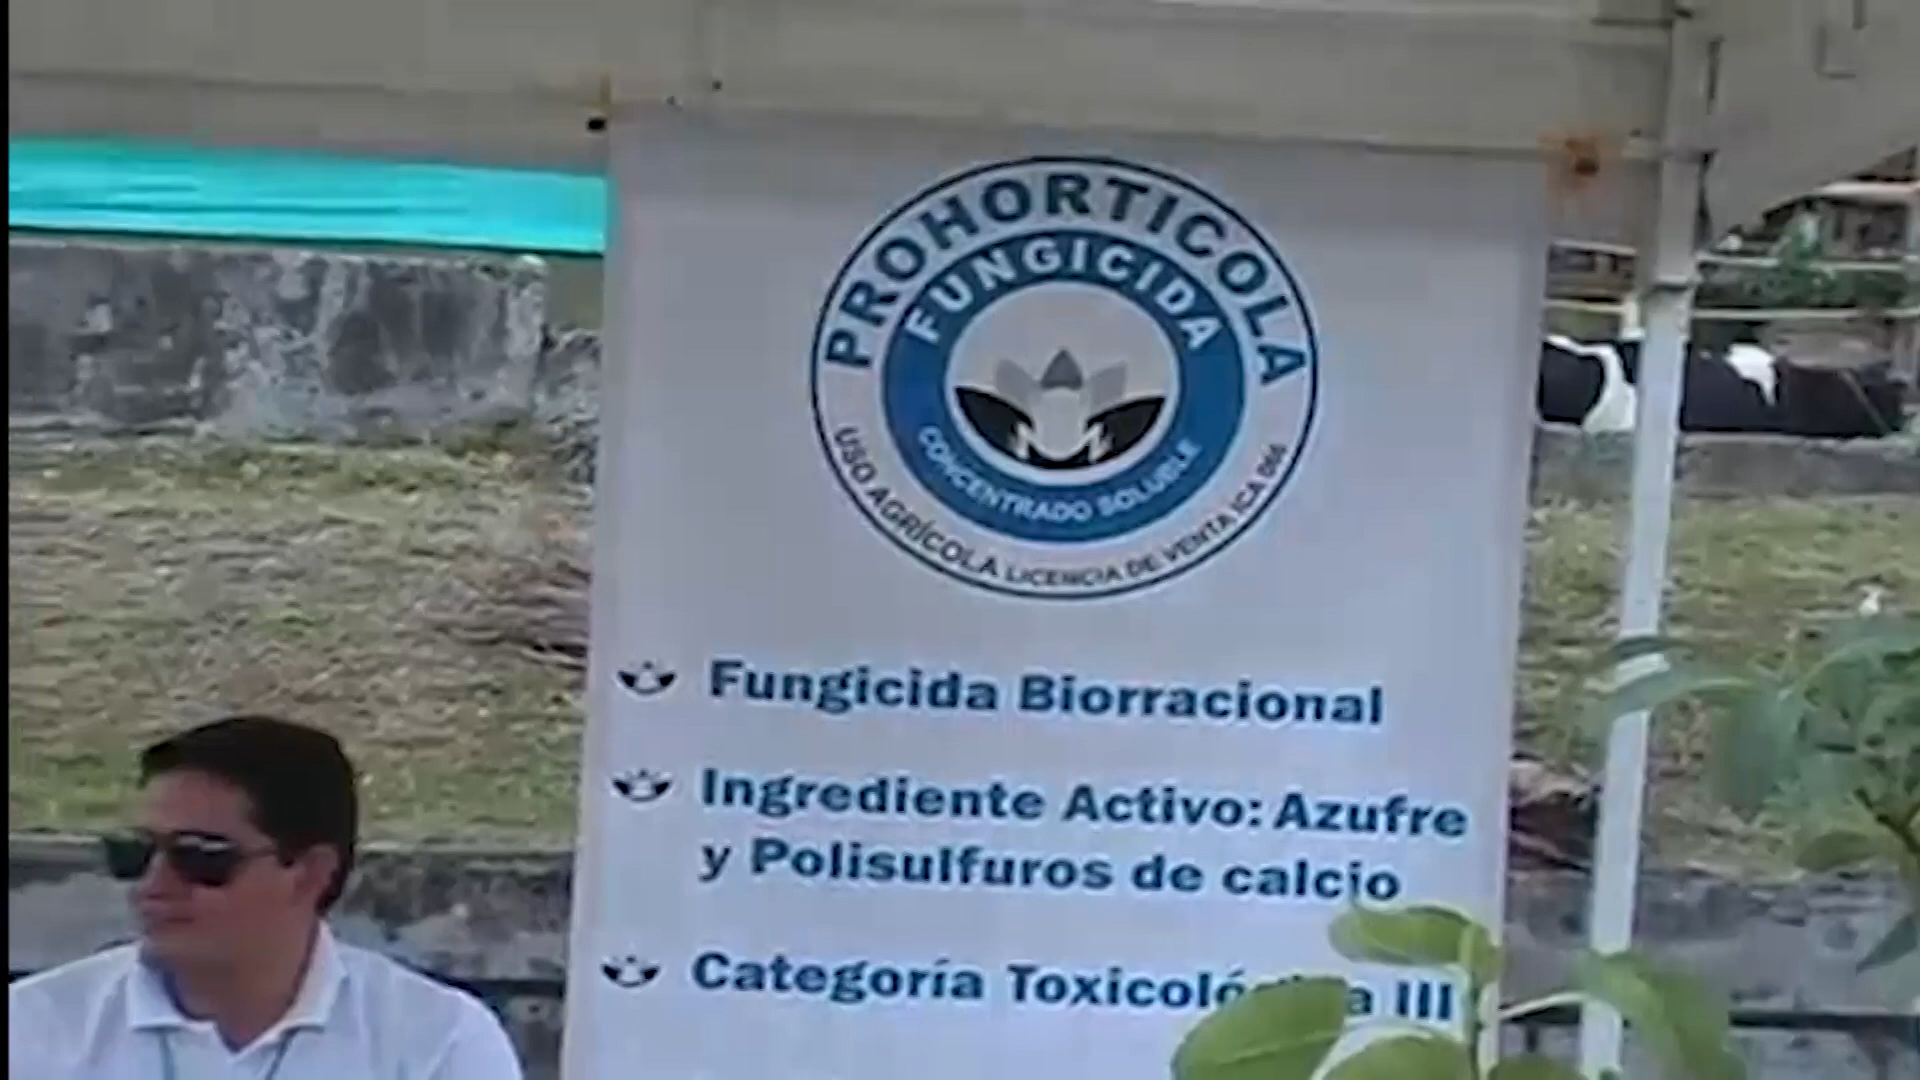 PROHORTICOLA
FUNGICIDA
CONCENTRADO SOLUBLE
USO AGRÍCOLA LICENCIA DE VENTA ICA
Fungicida Biorracional
Ingrediente Activo: Azufre
y Polisulfuros de calcio
Categoría III